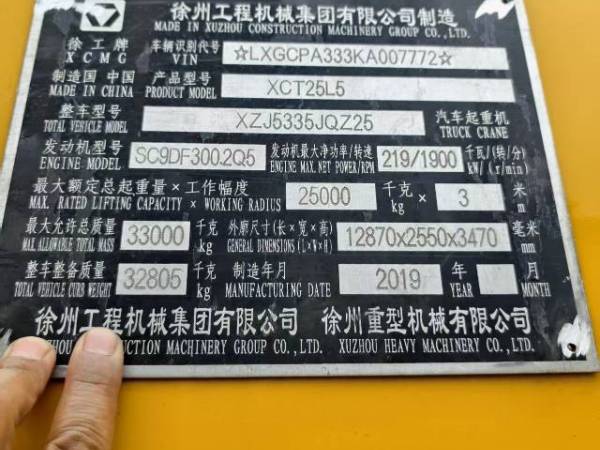 徐州工程机械集团有限公司制造
MADE IN XUZHOU CONSTRUCTION MACHINERY GROUP CO.,LTD.
徐工牌 XCMG 车辆识别代号 VIN ☆LXGCPA333KA007772☆
制造国 中国 MADE IN CHINA 产品型号 PRODUCT MODEL XCT25L5
整车型号 TOTAL VEHICLE MODEL XZJ5335JQZ25 汽车起重机 TRUCK CRANE
发动机型号 ENGINE MODEL SC9DF300.2Q5 发动机最大净功率/转速 ENGINE MAX.NET POWER/RPM 219/1900 千瓦/(转/分) kW/(r/min)
最大额定总起重量×工作幅度 MAX. RATED LIFTING CAPACITY × WORKING RADIUS 25000 千克 kg × 3 米 m
最大允许总质量 MAX. ALLOWABLE TOTAL MASS 33000 千克 kg 外廓尺寸(长×宽×高) GENERAL DIMENSIONS (L×W×H) 12870x2550x3470 毫米 mm
整车整备质量 TOTAL VEHICLE CURB WEIGHT 32805 千克 kg 制造年月 MANUFACTURING DATE 2019 年 YEAR 月 MONTH
徐州工程机械集团有限公司 徐州重型机械有限公司
XUZHOU CONSTRUCTION MACHINERY GROUP CO.,LTD. XUZHOU HEAVY MACHINERY CO.,LTD.